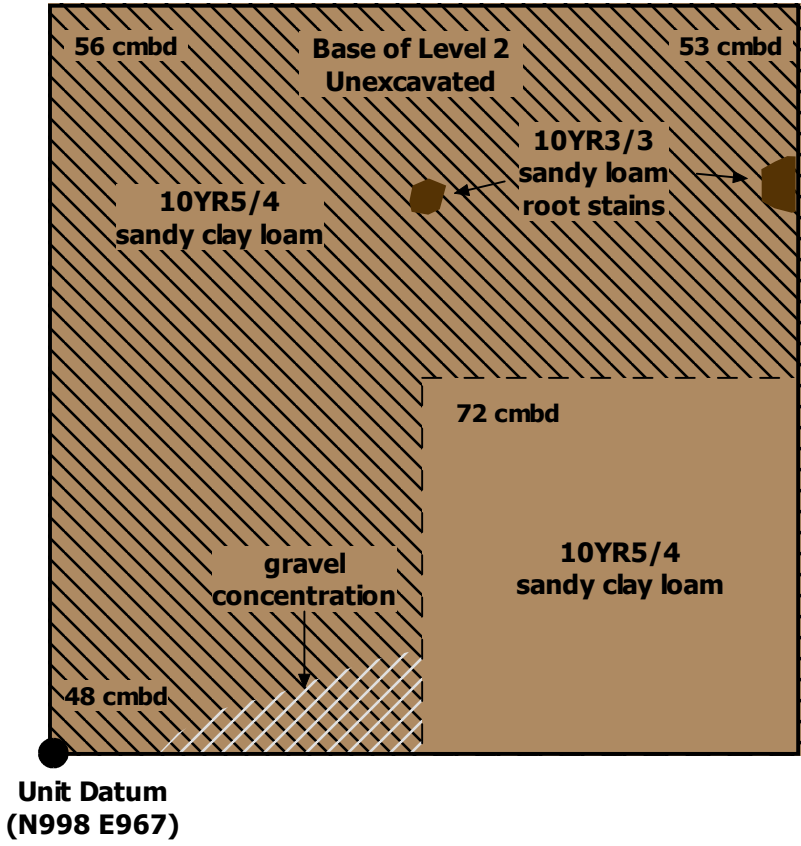 56 cmbd
Base of Level 2
Unexcavated
53 cmbd
10YR3/3
sandy loam
root stains
10YR5/4
sandy clay loam
72 cmbd
10YR5/4
sandy clay loam
gravel
concentration
48 cmbd
Unit Datum
(N998 E967)